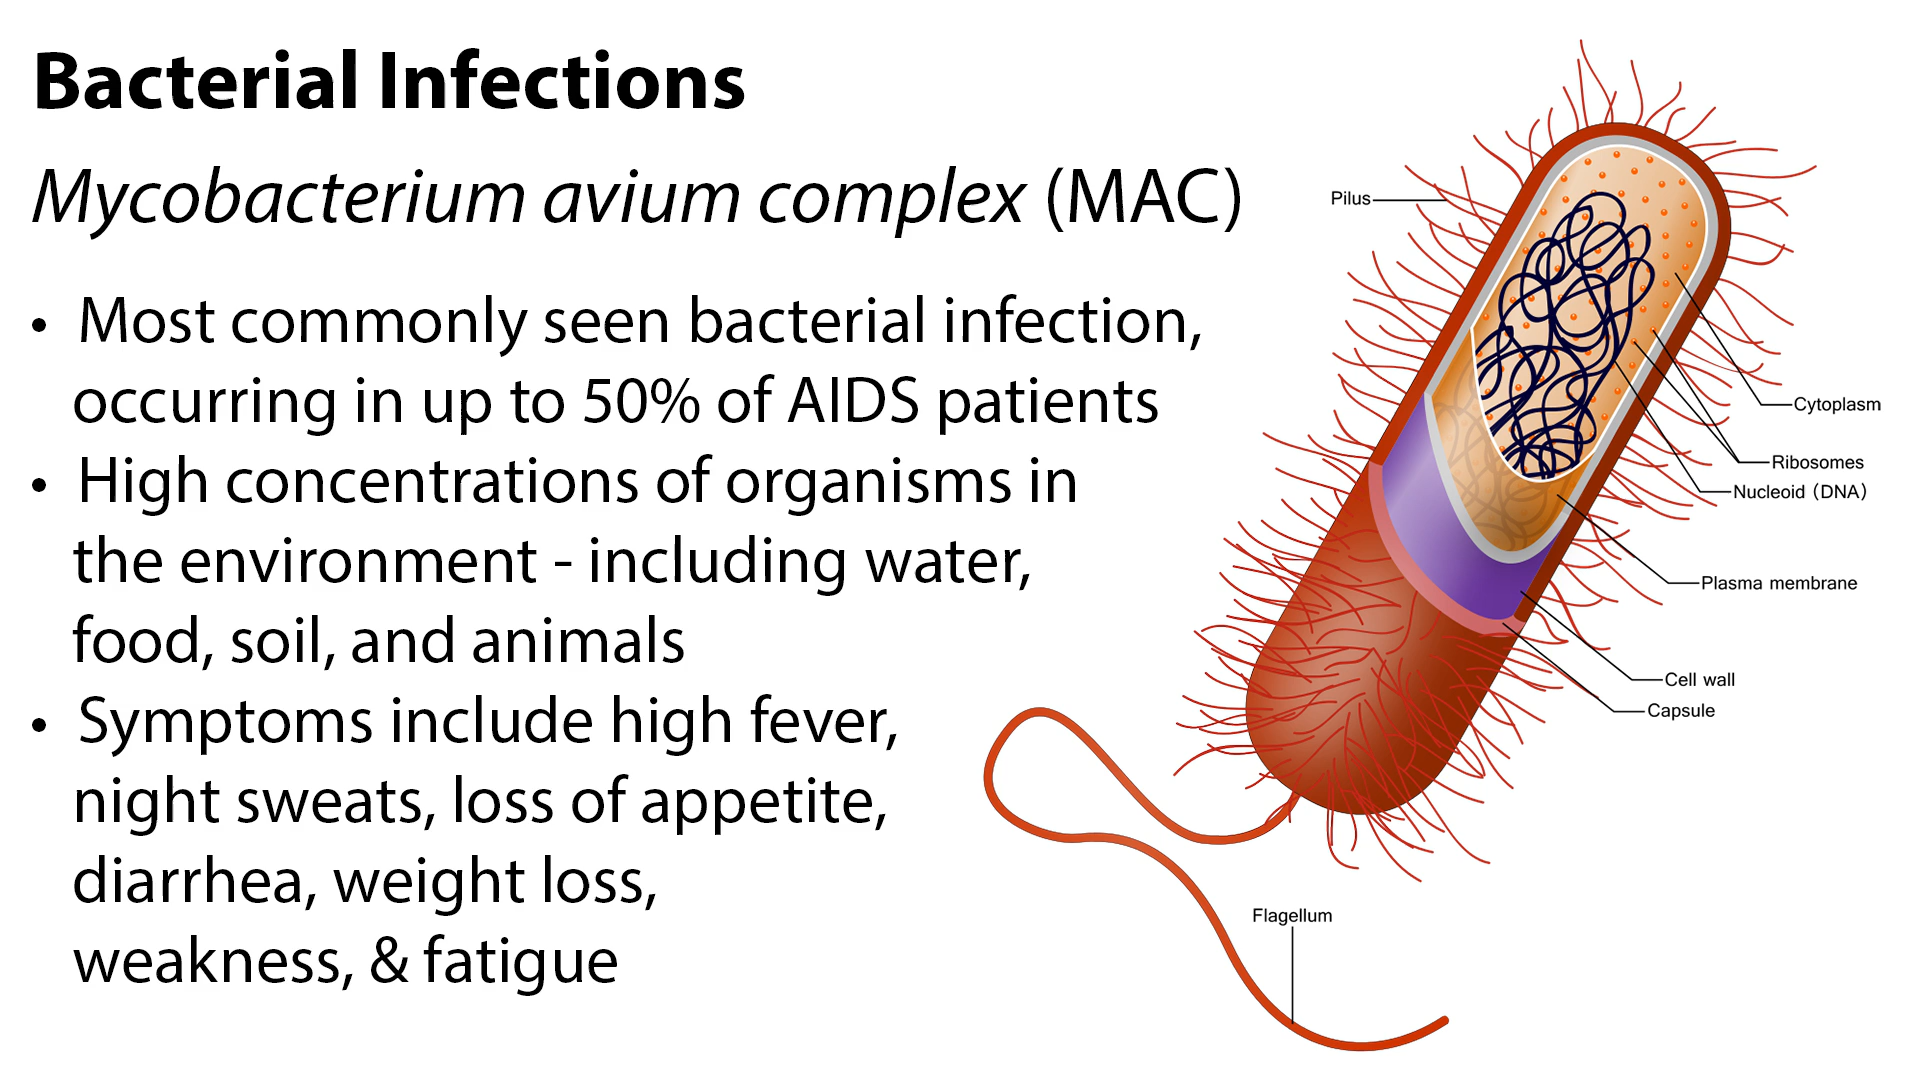 Bacterial Infections
Mycobacterium avium complex (MAC)
• Most commonly seen bacterial infection,
occurring in up to 50% of AIDS patients
• High concentrations of organisms in
the environment - including water,
food, soil, and animals
• Symptoms include high fever,
night sweats, loss of appetite,
diarrhea, weight loss,
weakness, & fatigue
Pilus
Cytoplasm
Ribosomes
Nucleoid (DNA)
Plasma membrane
Cell wall
Capsule
Flagellum